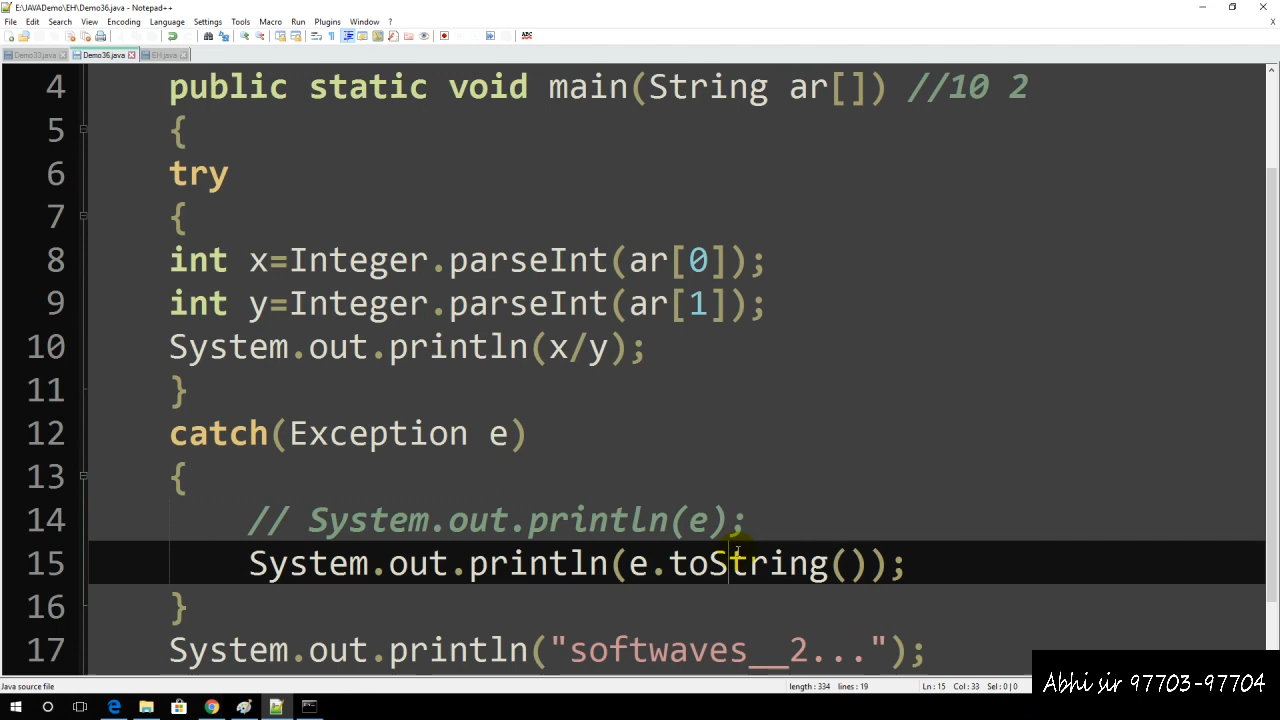 E:\JAVADemo\EH\Demo36.java - Notepad++
File Edit Search View Encoding Language Settings Tools Macro Run Plugins Window ? X
Demo33.java Demo36.java EH.java
4 public static void main(String ar[]) //10 2
5 {
6 try
7 {
8 int x=Integer.parseInt(ar[0]);
9 int y=Integer.parseInt(ar[1]);
10 System.out.println(x/y);
11 }
12 catch(Exception e)
13 {
14 // System.out.println(e);
15 System.out.println(e.toString());
16 }
17 System.out.println("softwaves__2...");
Java source file length : 334 lines : 19 Ln : 15 Col : 33 Sel : 0 | 0
Abhi sir 97703-97704